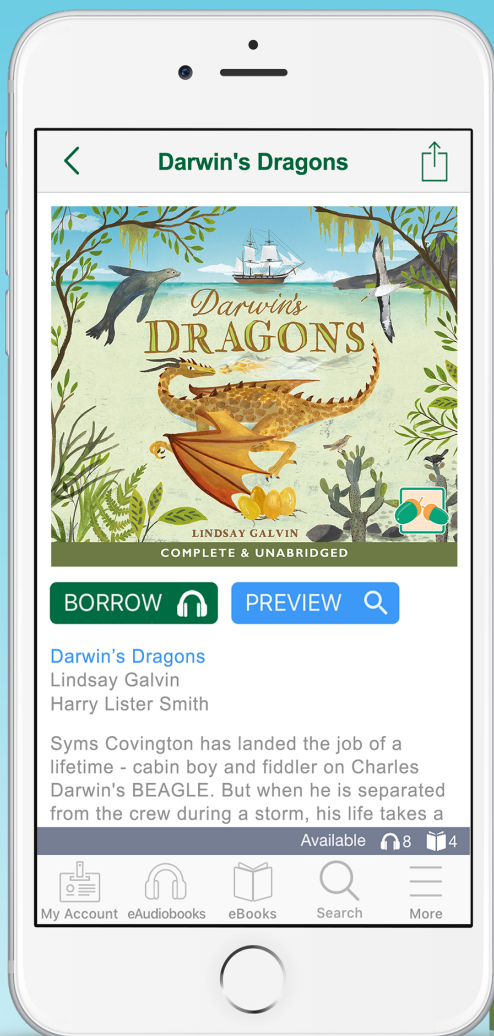 Darwin's Dragons
Darwin's
DRAGONS
LINDSAY GALVIN
COMPLETE & UNABRIDGED
BORROW
PREVIEW
Darwin's Dragons
Lindsay Galvin
Harry Lister Smith
Syms Covington has landed the job of a
lifetime - cabin boy and fiddler on Charles
Darwin's BEAGLE. But when he is separated
from the crew during a storm, his life takes a
Available 8 4
My Account eAudiobooks eBooks Search More